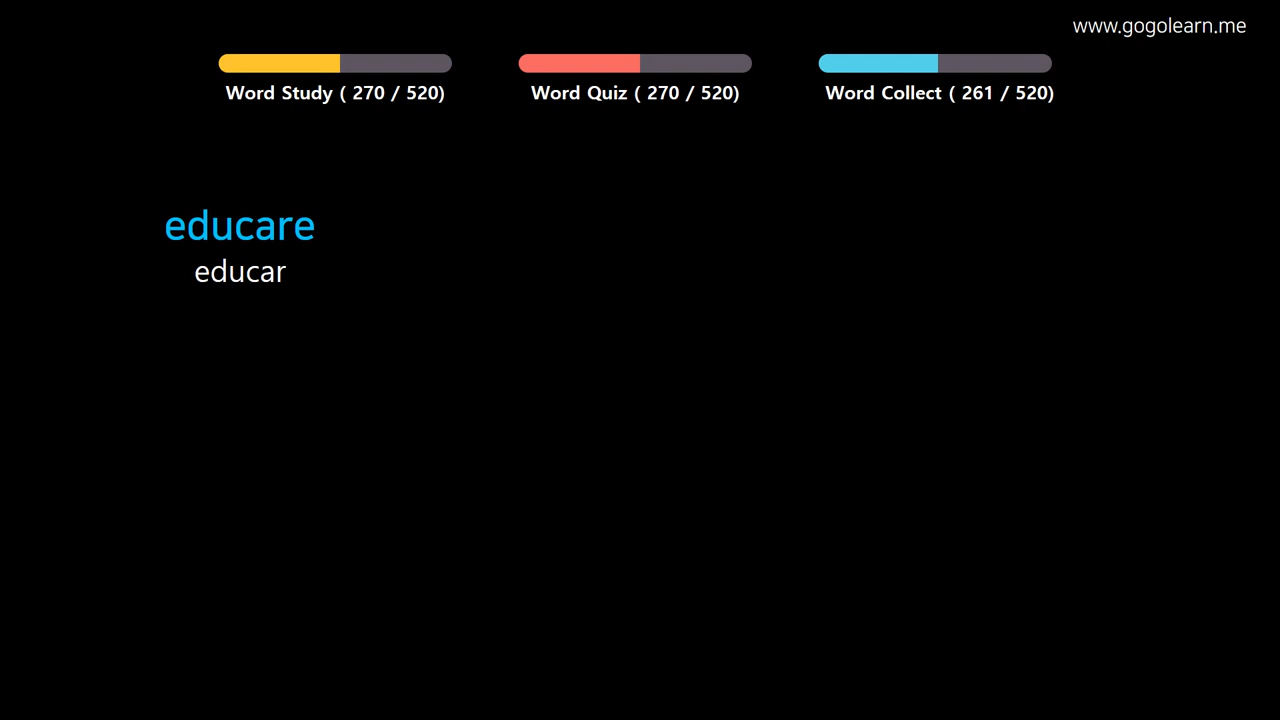 www.gogolearn.me
Word Study ( 270 / 520)
Word Quiz ( 270 / 520)
Word Collect ( 261 / 520)
educare
educar